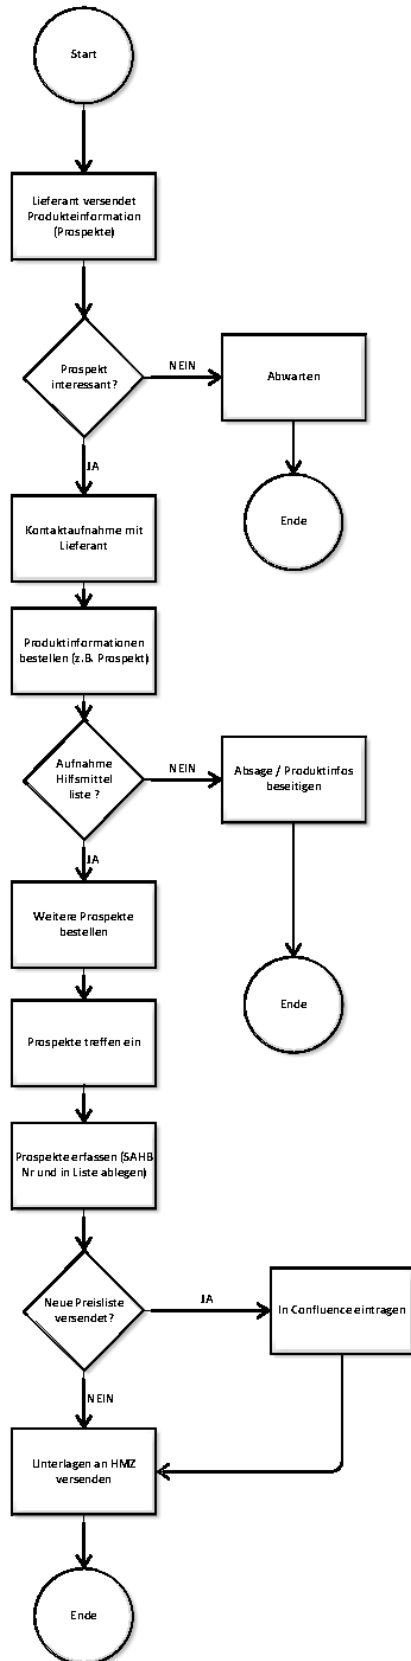 Start
Lieferant versendet
Produkteinformation
(Prospekte)
Prospekt
interessant?
NEIN
Abwarten
JA
Ende
Kontaktaufnahme mit
Lieferant
Produktinformationen
bestellen (z.B. Prospekt)
Aufnahme
Hilfsmittel
liste ?
NEIN
Absage / Produktinfos
beseitigen
JA
Weitere Prospekte
bestellen
Ende
Prospekte treffen ein
Prospekte erfassen (SAHB
Nr und in Liste ablegen)
Neue Preisliste
versendet?
JA
In Confluence eintragen
NEIN
Unterlagen an HMZ
versenden
Ende